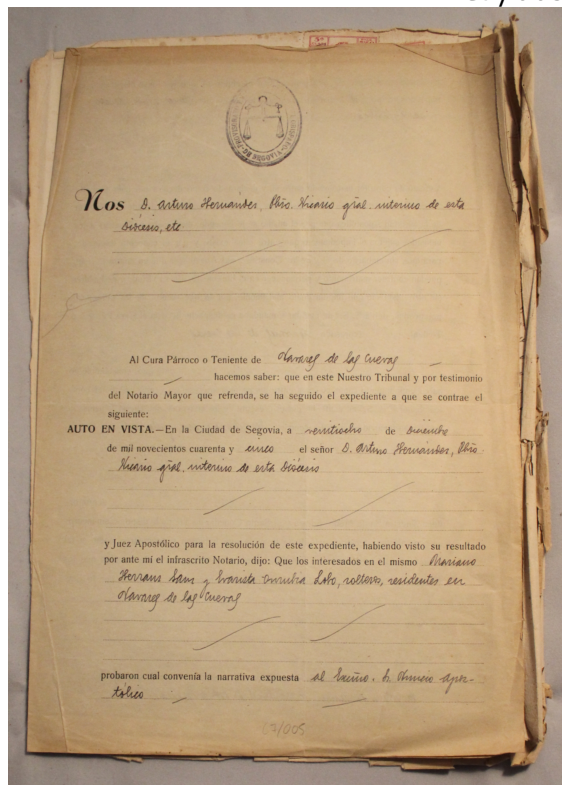 Nos D. Arturo Hernández, Pbro. Vicario gral. interino de esta
Diócesis, etc
Al Cura Párroco o Teniente de Navares de las Cuevas
hacemos saber: que en este Nuestro Tribunal y por testimonio
del Notario Mayor que refrenda, se ha seguido el expediente a que se contrae el
siguiente:
AUTO EN VISTA.—En la Ciudad de Segovia, a veintiocho de Diciembre
de mil novecientos cuarenta y cinco el señor D. Arturo Hernández, Pbro.
Vicario gral. interino de esta Diócesis
y Juez Apostólico para la resolución de este expediente, habiendo visto su resultado
por ante mí el infrascrito Notario, dijo: Que los interesados en el mismo Mariano
Herranz Sanz y Evarista Lobo, solteros, residentes en
Navares de las Cuevas
probaron cual convenía la narrativa expuesta al Excmo. Sr. Nuncio Apos-
tólico
67/005